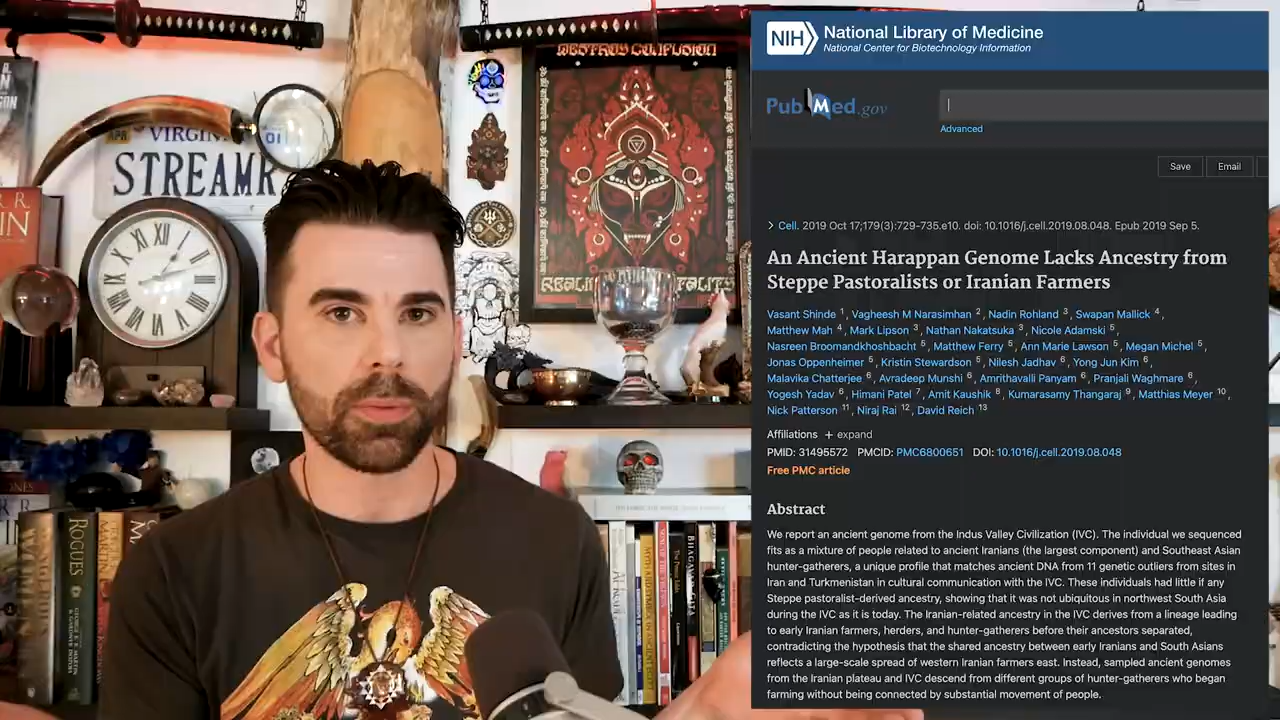 APR VIRGIN 01
STREAMR
ROGUES
BHAGAVAD GITA
NIH National Library of Medicine
National Center for Biotechnology Information
PubMed.gov
Advanced
Save
Email
> Cell. 2019 Oct 17;179(3):729-735.e10. doi: 10.1016/j.cell.2019.08.048. Epub 2019 Sep 5.
An Ancient Harappan Genome Lacks Ancestry from
Steppe Pastoralists or Iranian Farmers
Vasant Shinde 1, Vagheesh M Narasimhan 2, Nadin Rohland 3, Swapan Mallick 4,
Matthew Mah 4, Mark Lipson 3, Nathan Nakatsuka 3, Nicole Adamski 5,
Nasreen Broomandkhoshbacht 5, Matthew Ferry 5, Ann Marie Lawson 5, Megan Michel 5,
Jonas Oppenheimer 5, Kristin Stewardson 5, Nilesh Jadhav 6, Yong Jun Kim 6,
Malavika Chatterjee 6, Avradeep Munshi 6, Amrithavalli Panyam 6, Pranjali Waghmare 6,
Yogesh Yadav 6, Himani Patel 7, Amit Kaushik 8, Kumarasamy Thangaraj 9, Matthias Meyer 10,
Nick Patterson 11, Niraj Rai 12, David Reich 13
Affiliations + expand
PMID: 31495572 PMCID: PMC6800651 DOI: 10.1016/j.cell.2019.08.048
Free PMC article
Abstract
We report an ancient genome from the Indus Valley Civilization (IVC). The individual we sequenced
fits as a mixture of people related to ancient Iranians (the largest component) and Southeast Asian
hunter-gatherers, a unique profile that matches ancient DNA from 11 genetic outliers from sites in
Iran and Turkmenistan in cultural communication with the IVC. These individuals had little if any
Steppe pastoralist-derived ancestry, showing that it was not ubiquitous in northwest South Asia
during the IVC as it is today. The Iranian-related ancestry in the IVC derives from a lineage leading
to early Iranian farmers, herders, and hunter-gatherers before their ancestors separated,
contradicting the hypothesis that the shared ancestry between early Iranians and South Asians
reflects a large-scale spread of western Iranian farmers east. Instead, sampled ancient genomes
from the Iranian plateau and IVC descend from different groups of hunter-gatherers who began
farming without being connected by substantial movement of people.